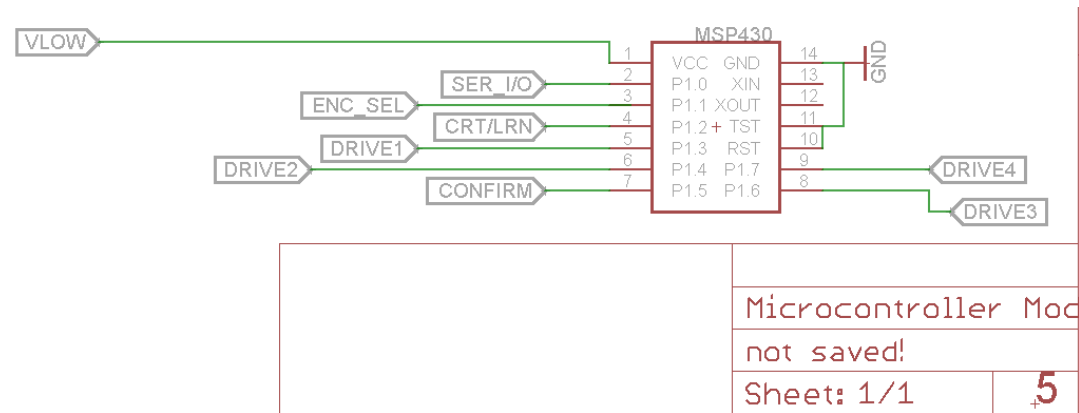 MSP430
VLOW 1 VCC GND 14 GND
SER_I/O 2 P1.0 XIN 13
ENC_SEL 3 P1.1 XOUT 12
CRT/LRN 4 P1.2 TST 11
DRIVE1 5 P1.3 RST 10
DRIVE2 6 P1.4 P1.7 9 DRIVE4
CONFIRM 7 P1.5 P1.6 8 DRIVE3
Microcontroller Moc
not saved!
Sheet: 1/1 5